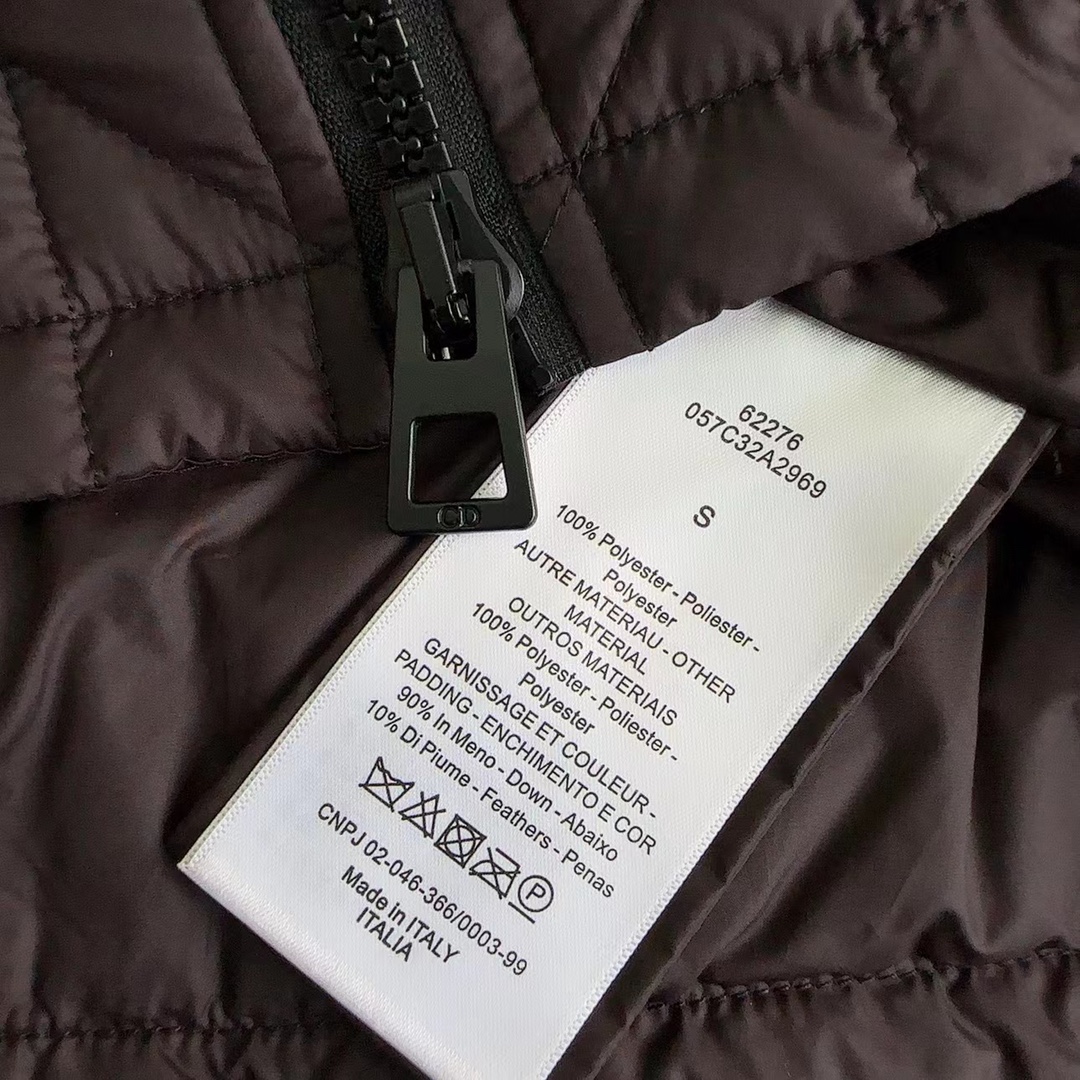 CD
62276
057C32A2969
S
100% Polyester - Poliester -
Polyester
AUTRE MATERIAU - OTHER
MATERIAL
OUTROS MATERIAIS
100% Polyester - Poliester -
Polyester
GARNISSAGE ET COULEUR -
PADDING - ENCHIMENTO E COR
90% In Meno - Down - Abaixo
10% Di Piume - Feathers - Penas
P
CNPJ 02-046-366/0003-99
Made in ITALY
ITALIA